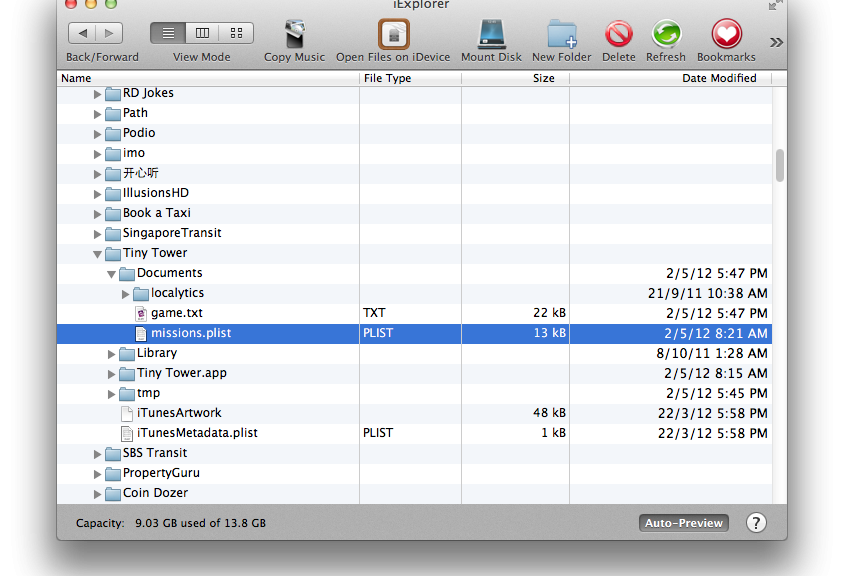 iExplorer
Back/Forward View Mode Copy Music Open Files on iDevice Mount Disk New Folder Delete Refresh Bookmarks
Name File Type Size Date Modified
RD Jokes
Path
Podio
imo
开心听
IllusionsHD
Book a Taxi
SingaporeTransit
Tiny Tower
Documents 2/5/12 5:47 PM
localytics 21/9/11 10:38 AM
game.txt TXT 22 kB 2/5/12 5:47 PM
missions.plist PLIST 13 kB 2/5/12 8:21 AM
Library 8/10/11 1:28 AM
Tiny Tower.app 2/5/12 8:15 AM
tmp 2/5/12 5:45 PM
iTunesArtwork 48 kB 22/3/12 5:58 PM
iTunesMetadata.plist PLIST 1 kB 22/3/12 5:58 PM
SBS Transit
PropertyGuru
Coin Dozer
Capacity: 9.03 GB used of 13.8 GB Auto-Preview ?